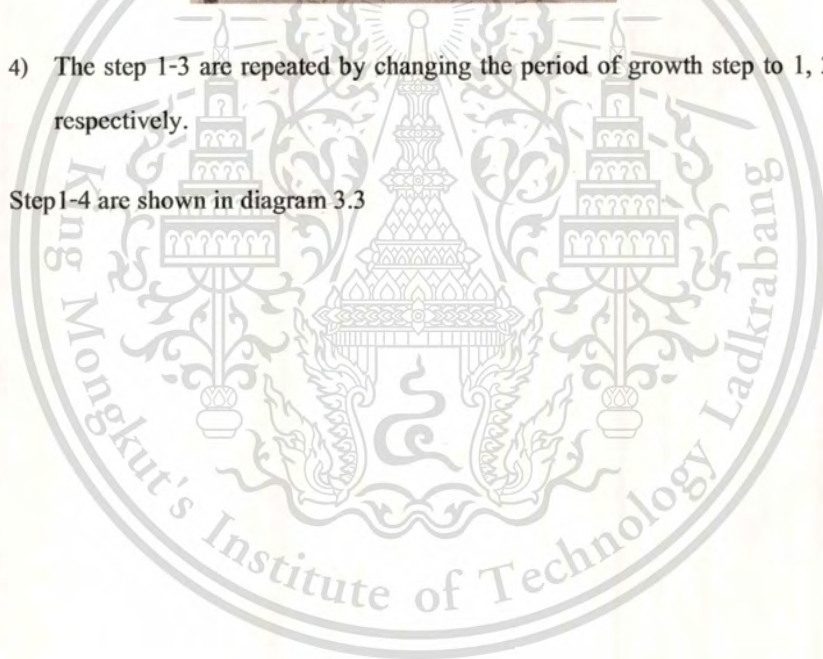 4) The step 1-3 are repeated by changing the period of growth step to 1,
respectively.
Step1-4 are shown in diagram 3.3
King Mongkut's Institute of Technology Ladkrabang